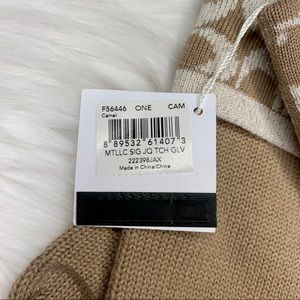 F56446 ONE CAM
Camel
8 89532 61407 3
MTLLC SIG JQ TCH GLV
222398JAX
Made in China/Chine